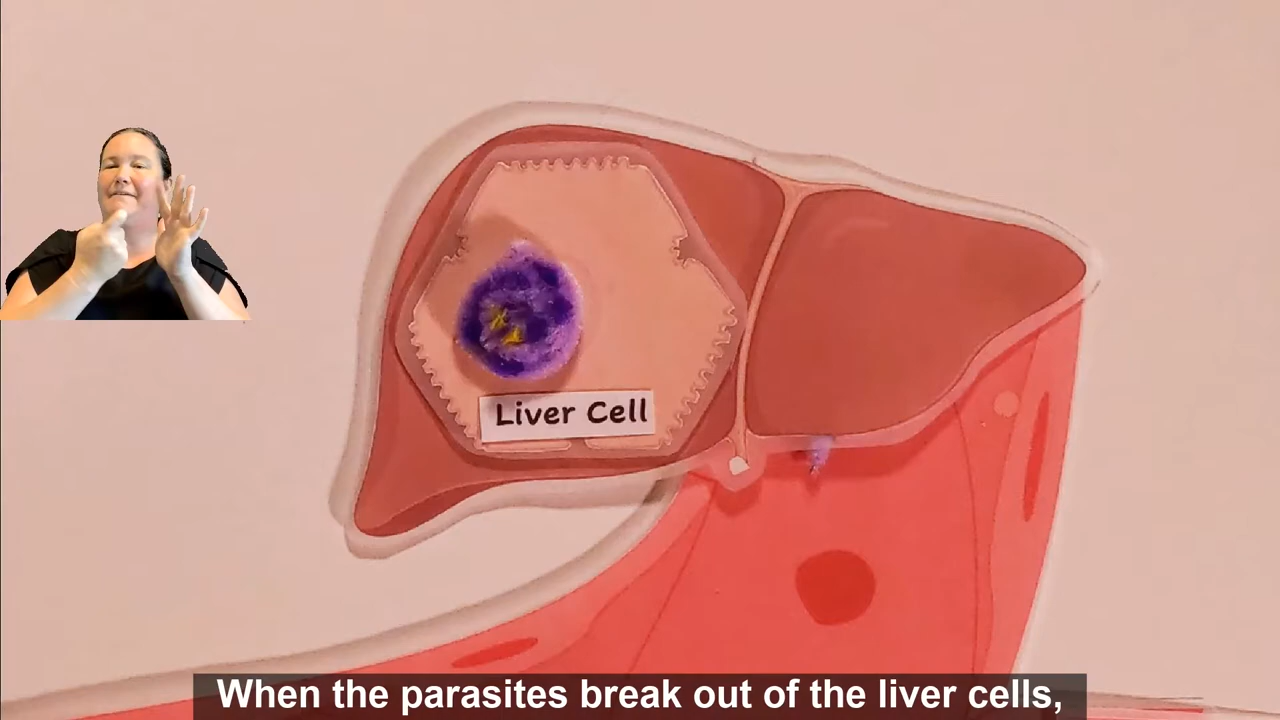 Liver Cell
When the parasites break out of the liver cells,